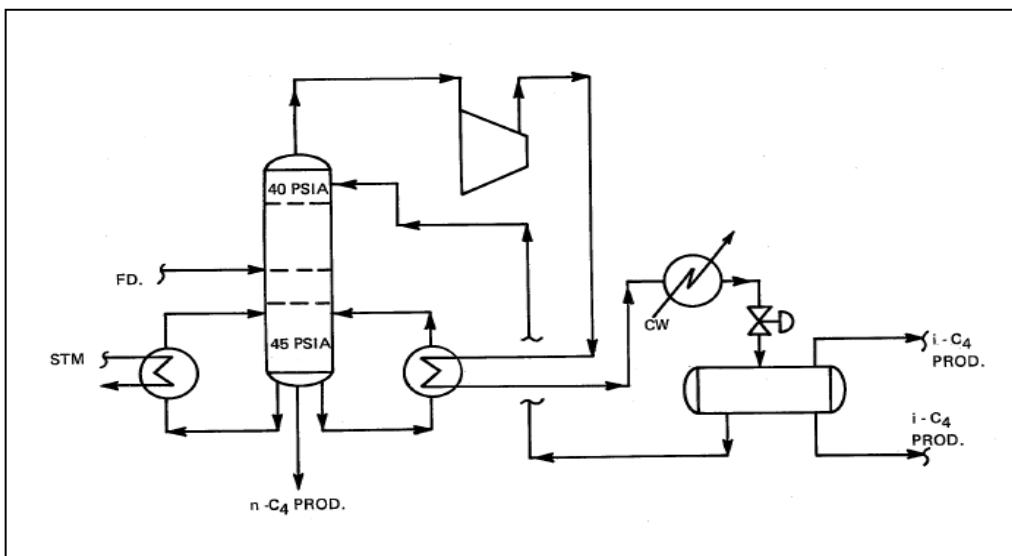 40 PSIA
FD.
45 PSIA
STM
n-C4 PROD.
CW
i-C4
PROD.
i-C4
PROD.